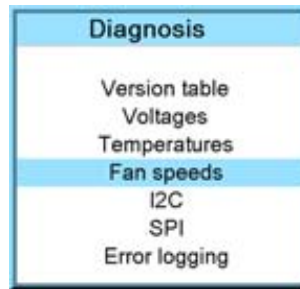 Diagnosis
Version table
Voltages
Temperatures
Fan speeds
I2C
SPI
Error logging